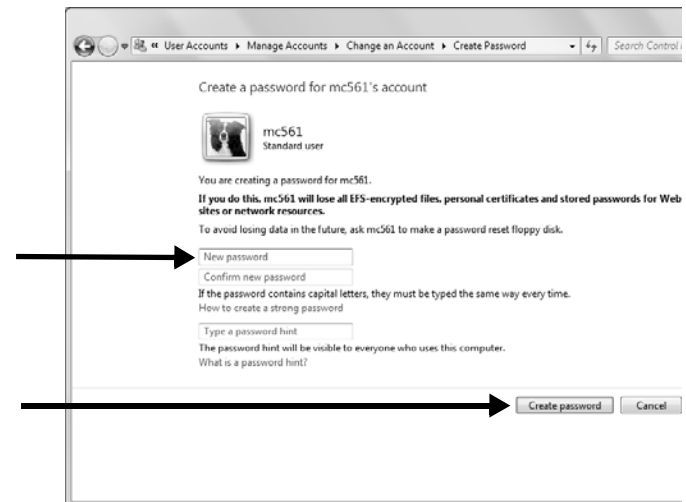 « User Accounts ▸ Manage Accounts ▸ Change an Account ▸ Create Password
Search Control
Create a password for mc561's account
mc561
Standard user
You are creating a password for mc561.
If you do this, mc561 will lose all EFS-encrypted files, personal certificates and stored passwords for Web
sites or network resources.
To avoid losing data in the future, ask mc561 to make a password reset floppy disk.
New password
Confirm new password
If the password contains capital letters, they must be typed the same way every time.
How to create a strong password
Type a password hint
The password hint will be visible to everyone who uses this computer.
What is a password hint?
Create password
Cancel